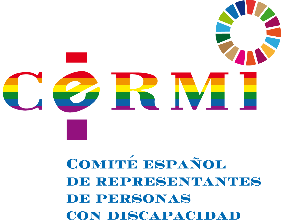 CeRMI
COMITÉ ESPAÑOL
DE REPRESENTANTES
DE PERSONAS
CON DISCAPACIDAD